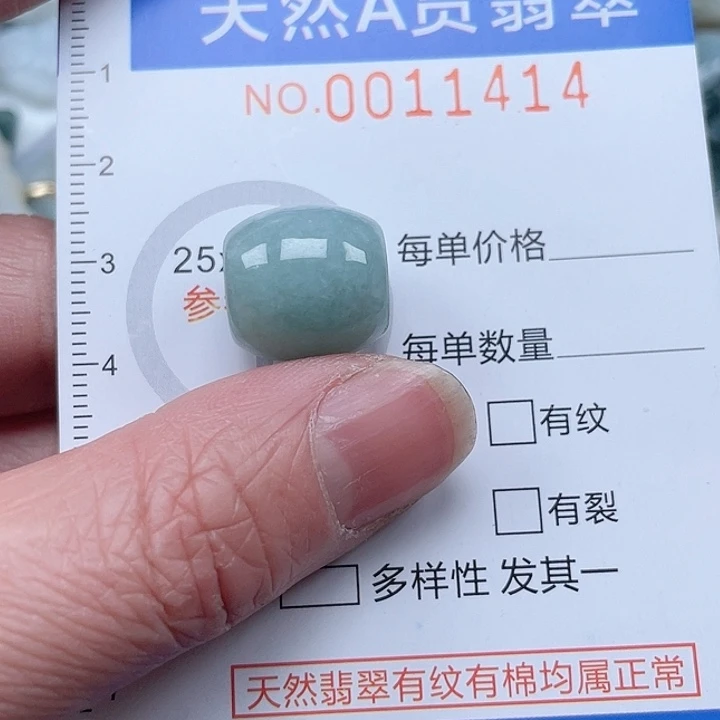 天然A货翡翠
NO.0011414
1
2
3
4
25
参
每单价格
每单数量
有纹
有裂
多样性 发其一
天然翡翠有纹有棉均属正常